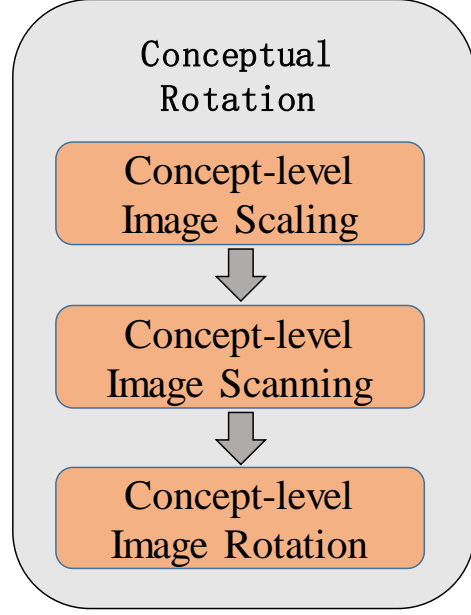 Conceptual
Rotation
Concept-level
Image Scaling
Concept-level
Image Scanning
Concept-level
Image Rotation